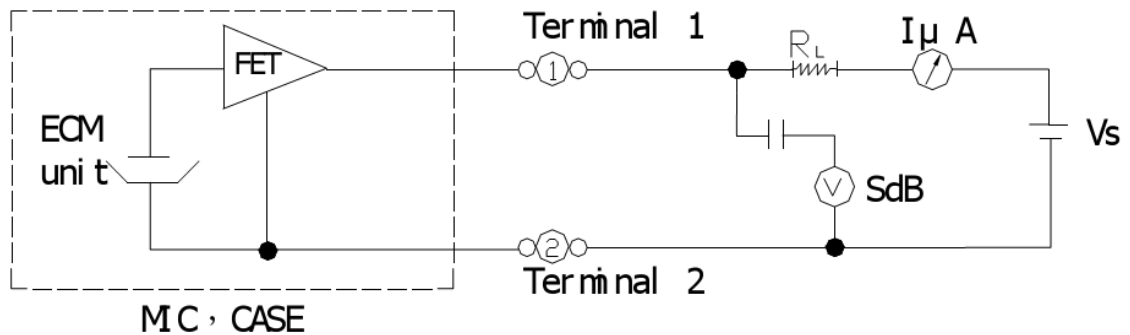 Terminal 1
IμA
RL
FET
1
ECM
unit
Vs
V
SdB
2
Terminal 2
MIC，CASE